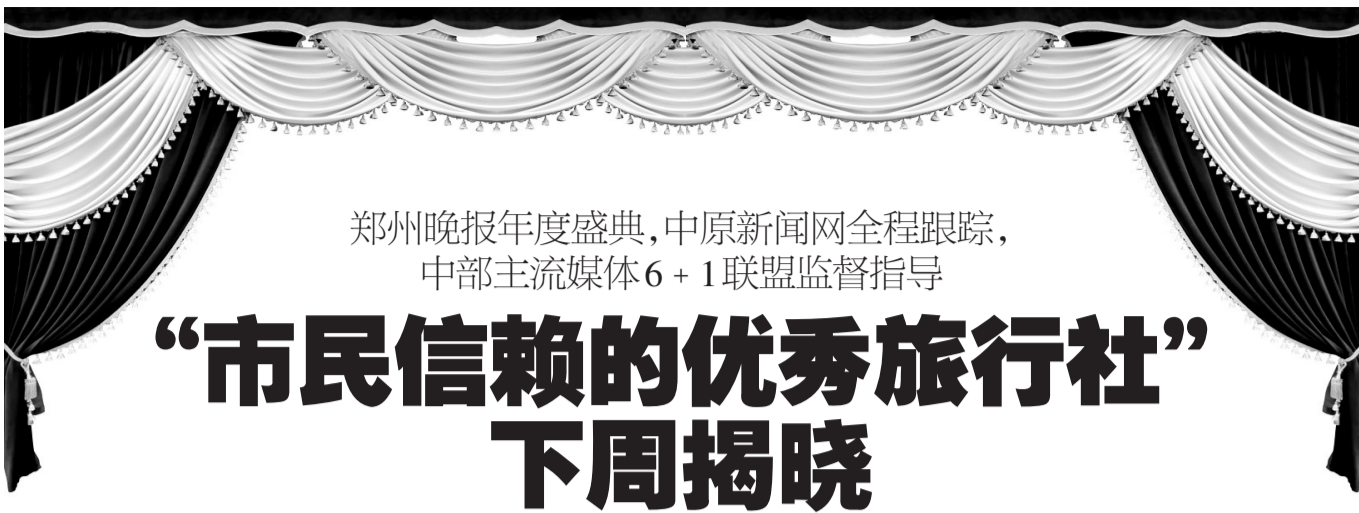 郑州晚报年度盛典，中原新闻网全程跟踪，
中部主流媒体6+1联盟监督指导
“市民信赖的优秀旅行社”
下周揭晓